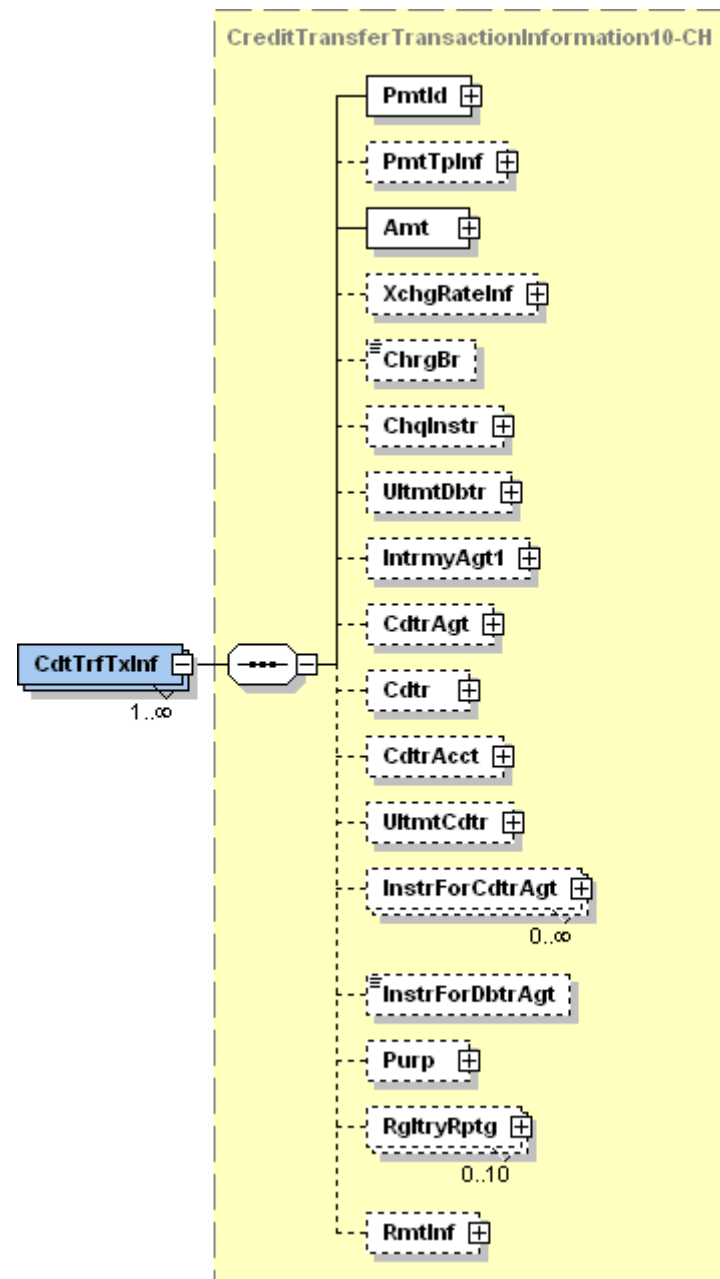 CreditTransferTransactionInformation10-CH
PmtId
PmtTpInf
Amt
XchgRateInf
ChrgBr
ChqInstr
UltmtDbtr
IntrmyAgt1
CdtrAgt
CdtTrfTxInf
1..∞
Cdtr
CdtrAcct
UltmtCdtr
InstrForCdtrAgt
0..∞
InstrForDbtrAgt
Purp
RgltryRptg
0..10
RmtInf